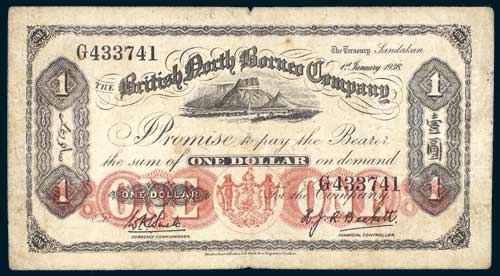 G433741
The Treasury, Sandakan
1st January 1936.
THE British North Borneo Company
1
1
I Promise to pay the Bearer
the sum of ONE DOLLAR on demand
壹圓
G433741
1
ONE DOLLAR
1
For the Company
CURRENCY COMMISSIONER.
FINANCIAL CONTROLLER.